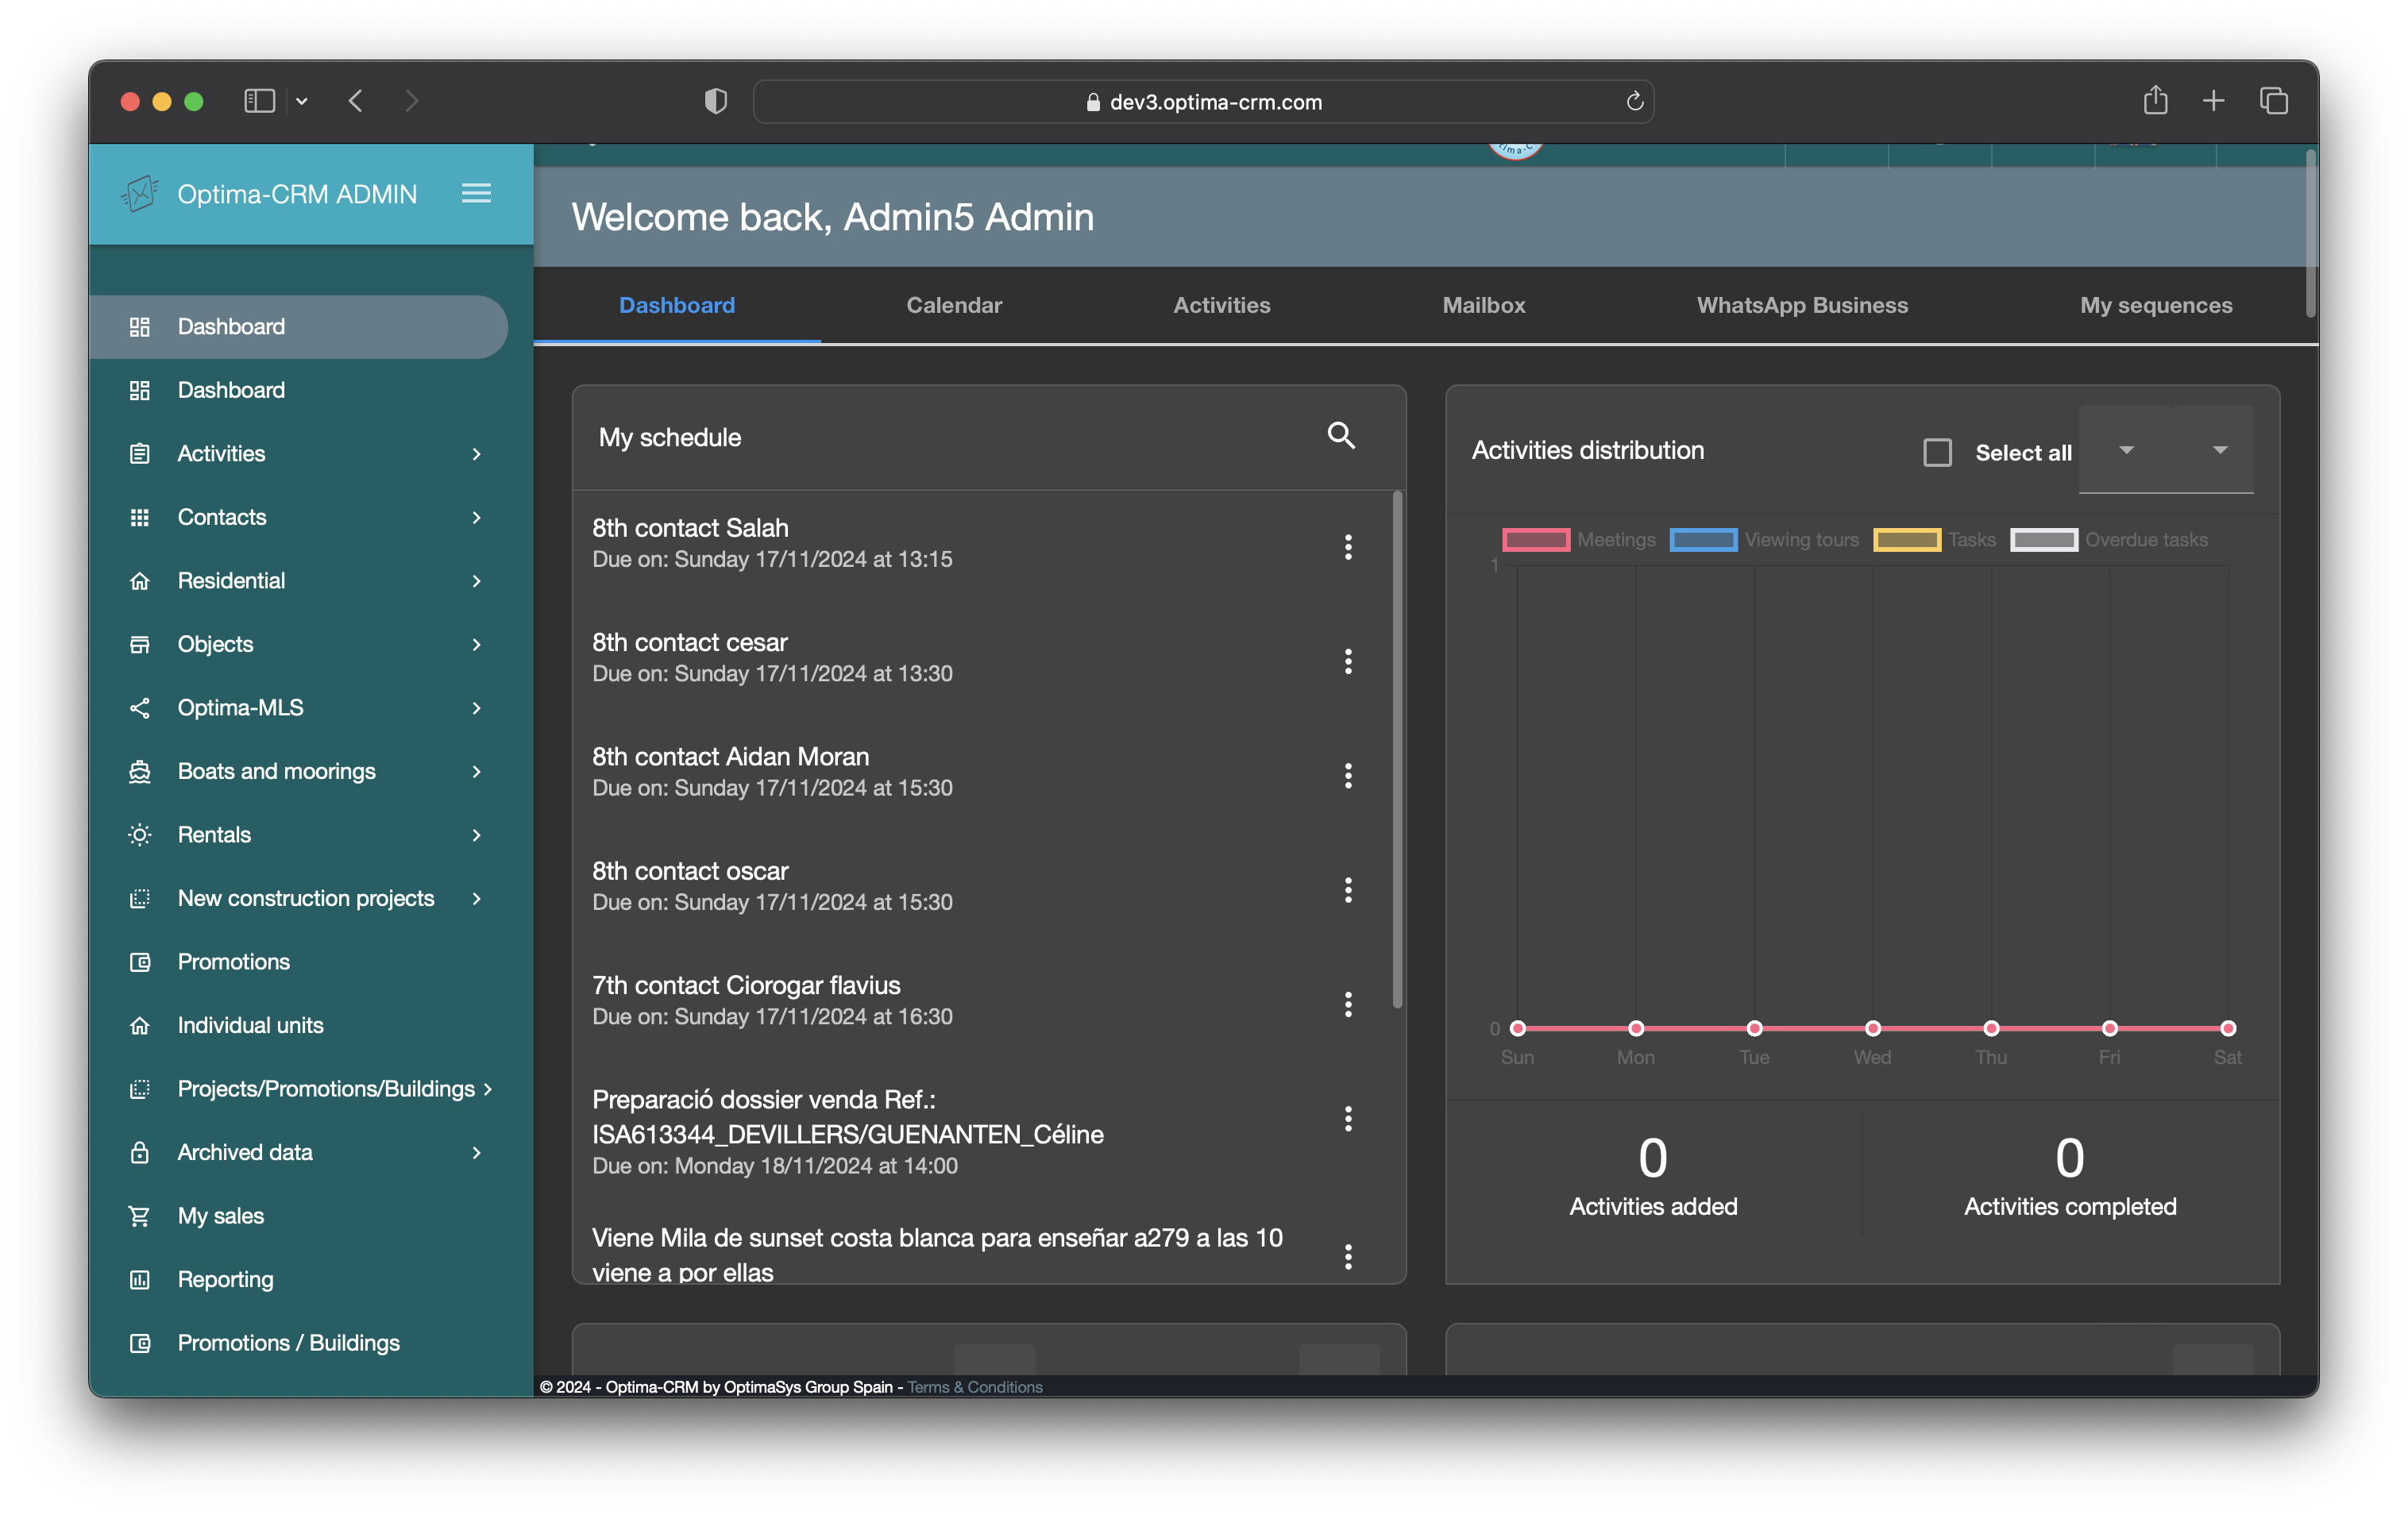 dev3.optima-crm.com
Optima-CRM ADMIN
Welcome back, Admin5 Admin
Dashboard
Dashboard
Activities
Contacts
Residential
Objects
Optima-MLS
Boats and moorings
Rentals
New construction projects
Promotions
Individual units
Projects/Promotions/Buildings
Archived data
My sales
Reporting
Promotions / Buildings
Dashboard Calendar Activities Mailbox WhatsApp Business My sequences
My schedule
8th contact Salah
Due on: Sunday 17/11/2024 at 13:15
8th contact cesar
Due on: Sunday 17/11/2024 at 13:30
8th contact Aidan Moran
Due on: Sunday 17/11/2024 at 15:30
8th contact oscar
Due on: Sunday 17/11/2024 at 15:30
7th contact Ciorogar flavius
Due on: Sunday 17/11/2024 at 16:30
Preparació dossier venda Ref.:
ISA613344_DEVILLERS/GUENANTEN_Céline
Due on: Monday 18/11/2024 at 14:00
Viene Mila de sunset costa blanca para enseñar a279 a las 10
viene a por ellas
Activities distribution
Select all
Meetings Viewing tours Tasks Overdue tasks
1
0
Sun Mon Tue Wed Thu Fri Sat
0
Activities added
0
Activities completed
© 2024 - Optima-CRM by OptimaSys Group Spain - Terms & Conditions